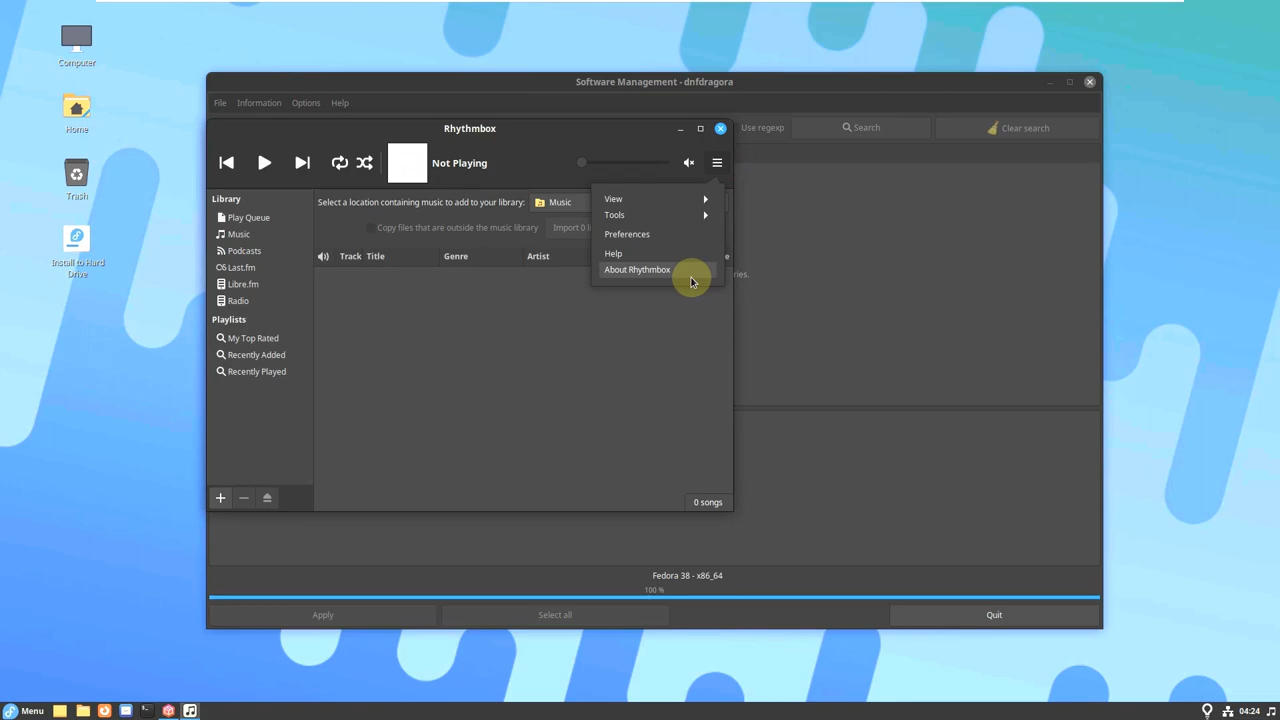 Computer
Home
Trash
Install to Hard
Drive
Software Management - dnfdragora
File Information Options Help
Use regexp Search Clear search
Rhythmbox
Not Playing
Library
Play Queue
Music
Podcasts
Last.fm
Libre.fm
Radio
Playlists
My Top Rated
Recently Added
Recently Played
Select a location containing music to add to your library: Music
Copy files that are outside the music library Import 0 li
Track Title Genre Artist
View
Tools
Preferences
Help
About Rhythmbox
0 songs
Fedora 38 - x86_64
100 %
Apply Select all Quit
Menu 04:24